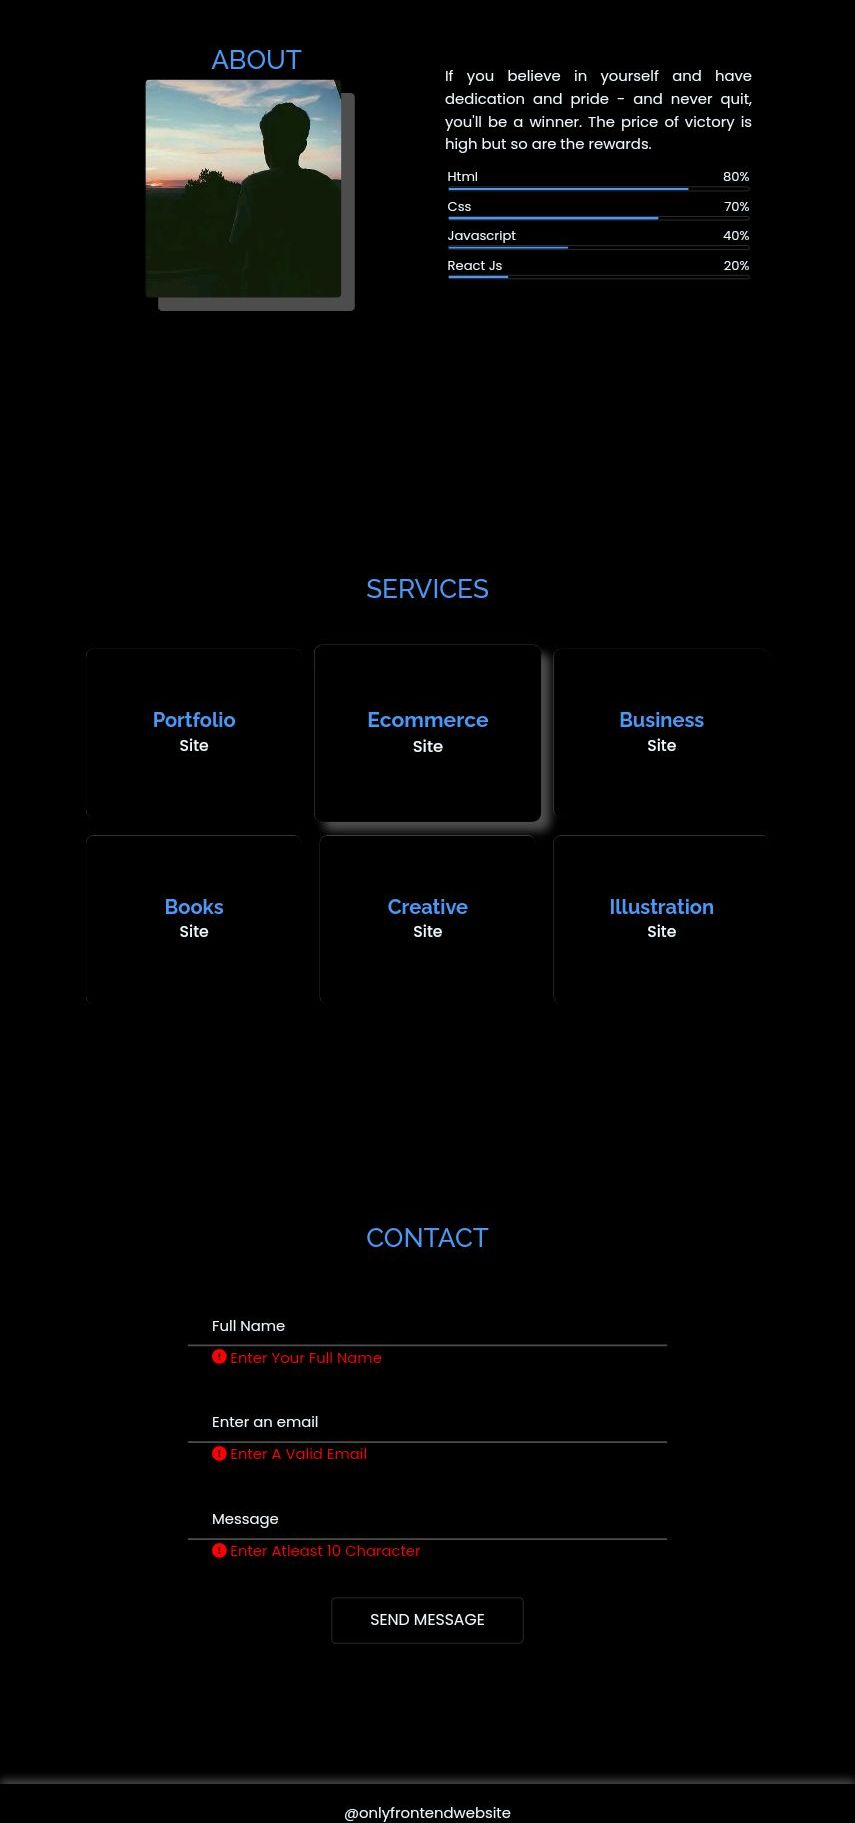 ABOUT
If you believe in yourself and have
dedication and pride - and never quit,
you'll be a winner. The price of victory is
high but so are the rewards.
Html 80%
Css 70%
Javascript 40%
React Js 20%
SERVICES
Portfolio
Site
Ecommerce
Site
Business
Site
Books
Site
Creative
Site
Illustration
Site
CONTACT
Full Name
Enter Your Full Name
Enter an email
Enter A Valid Email
Message
Enter Atleast 10 Character
SEND MESSAGE
@onlyfrontendwebsite